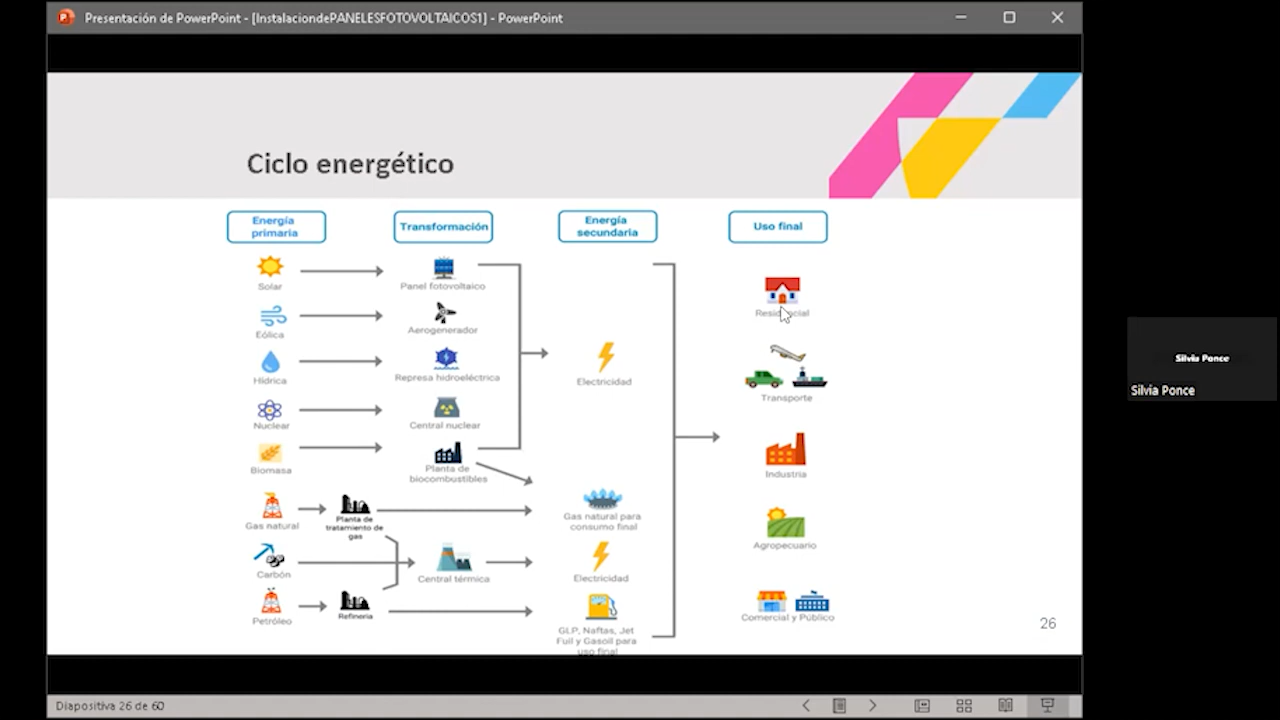 Presentación de PowerPoint - [InstalaciondePANELESFOTOVOLTAICOS1] - PowerPoint
Ciclo energético
Energía
primaria
Transformación
Energía
secundaria
Uso final
Solar
Panel fotovoltaico
Eólica
Aerogenerador
Hídrica
Represa hidroeléctrica
Electricidad
Nuclear
Central nuclear
Biomasa
Planta de
biocombustibles
Gas natural
Planta de
tratamiento de
gas
Gas natural para
consumo final
Carbón
Central térmica
Electricidad
Petróleo
Refineria
GLP, Naftas, Jet
Fuil y Gasoil para
uso final
Residencial
Transporte
Industria
Agropecuario
Comercial y Público
26
Silvia Ponce
Silvia Ponce
Diapositiva 26 de 60